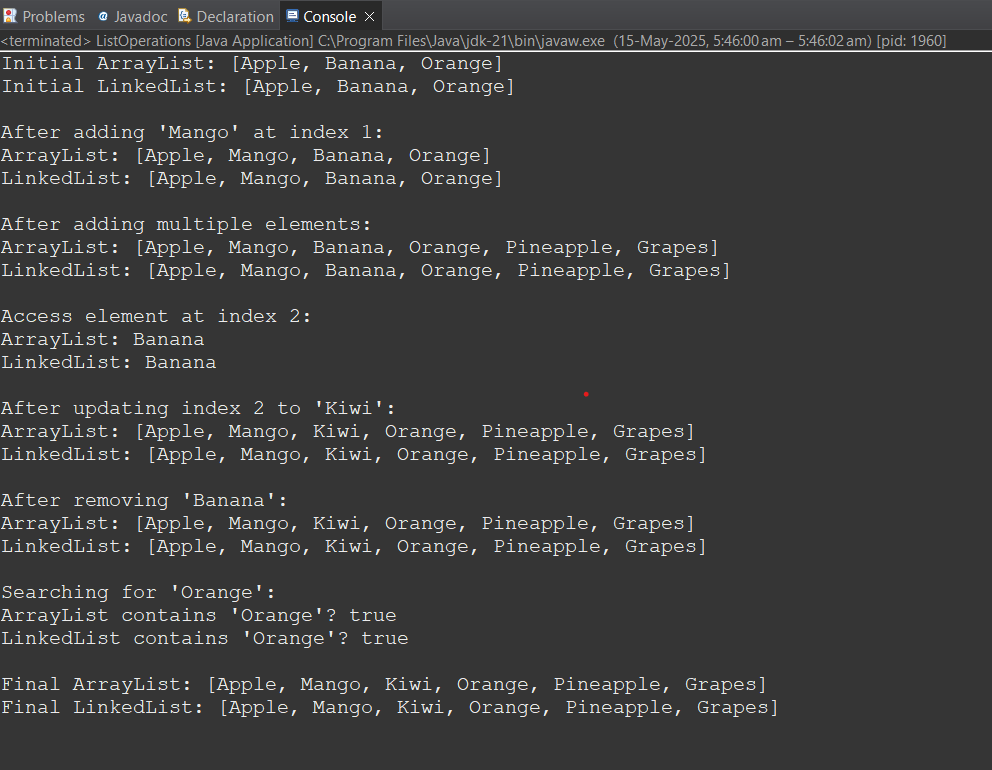 Problems @ Javadoc Declaration Console
<terminated> ListOperations [Java Application] C:\Program Files\Java\jdk-21\bin\javaw.exe (15-May-2025, 5:46:00 am – 5:46:02 am) [pid: 1960]
Initial ArrayList: [Apple, Banana, Orange]
Initial LinkedList: [Apple, Banana, Orange]
After adding 'Mango' at index 1:
ArrayList: [Apple, Mango, Banana, Orange]
LinkedList: [Apple, Mango, Banana, Orange]
After adding multiple elements:
ArrayList: [Apple, Mango, Banana, Orange, Pineapple, Grapes]
LinkedList: [Apple, Mango, Banana, Orange, Pineapple, Grapes]
Access element at index 2:
ArrayList: Banana
LinkedList: Banana
After updating index 2 to 'Kiwi':
ArrayList: [Apple, Mango, Kiwi, Orange, Pineapple, Grapes]
LinkedList: [Apple, Mango, Kiwi, Orange, Pineapple, Grapes]
After removing 'Banana':
ArrayList: [Apple, Mango, Kiwi, Orange, Pineapple, Grapes]
LinkedList: [Apple, Mango, Kiwi, Orange, Pineapple, Grapes]
Searching for 'Orange':
ArrayList contains 'Orange'? true
LinkedList contains 'Orange'? true
Final ArrayList: [Apple, Mango, Kiwi, Orange, Pineapple, Grapes]
Final LinkedList: [Apple, Mango, Kiwi, Orange, Pineapple, Grapes]